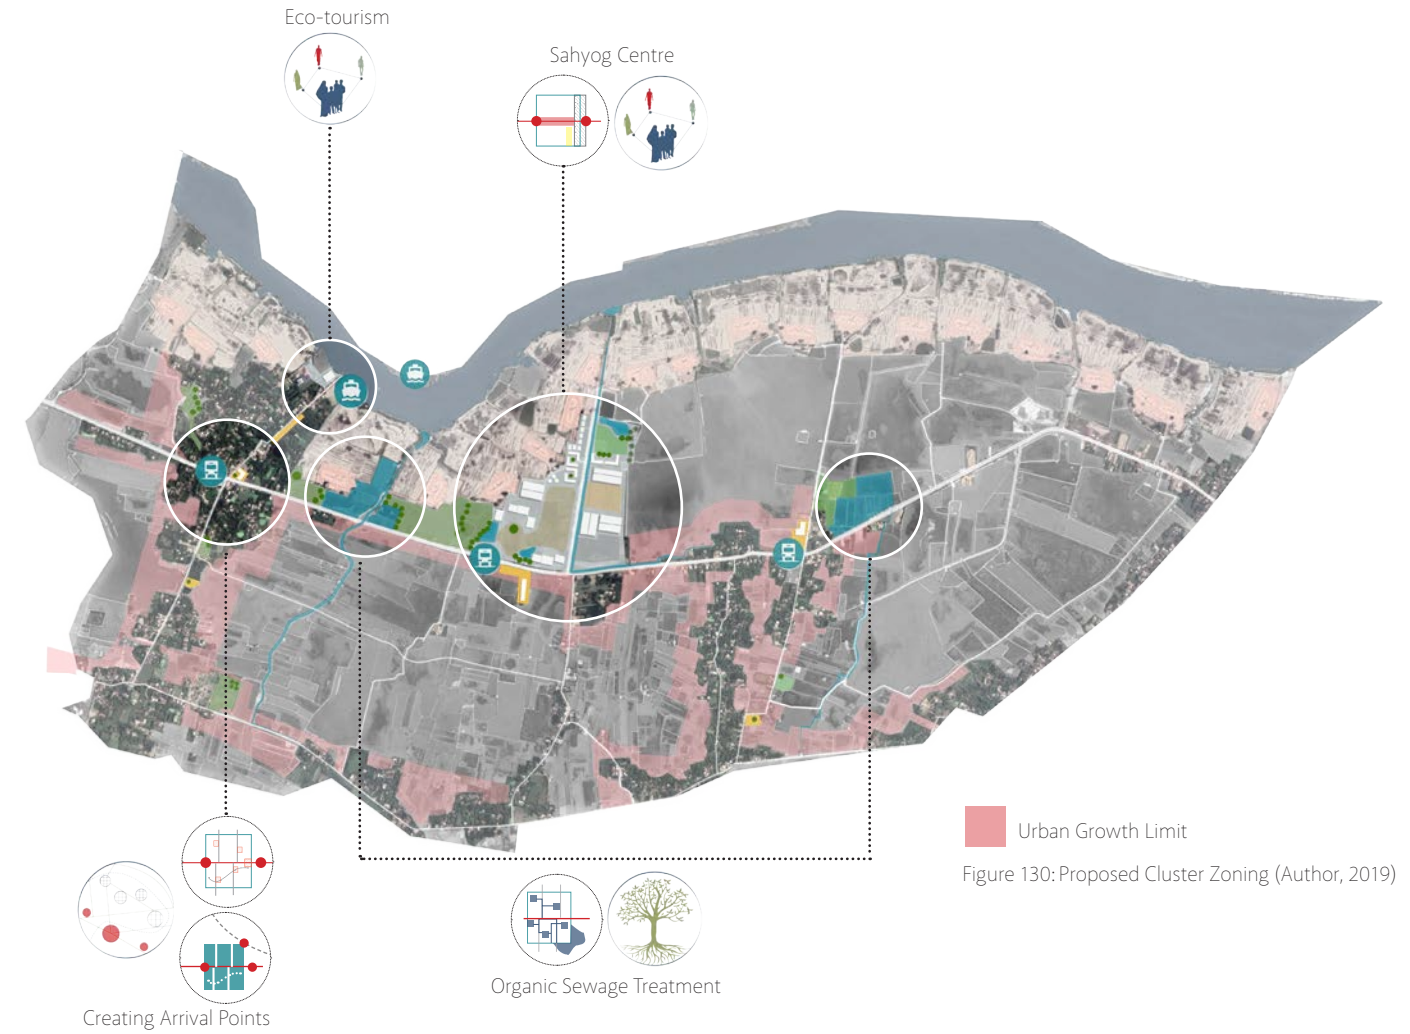 Eco-tourism
Sahyog Centre
Urban Growth Limit
Figure 130: Proposed Cluster Zoning (Author, 2019)
Organic Sewage Treatment
Creating Arrival Points